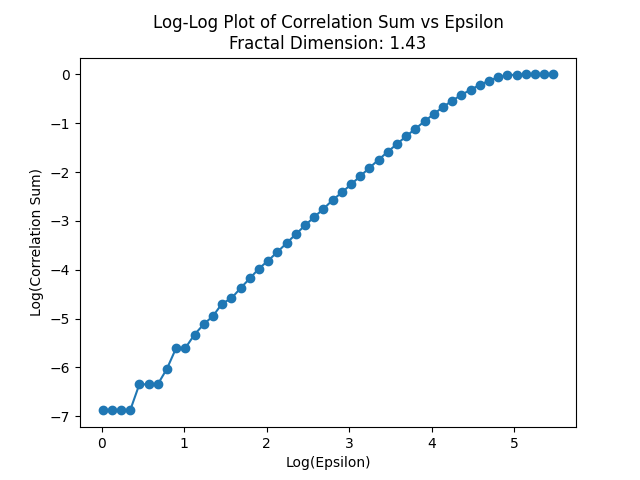 Log-Log Plot of Correlation Sum vs Epsilon
Fractal Dimension: 1.43
0
−1
−2
−3
−4
−5
−6
−7
Log(Correlation Sum)
0 1 2 3 4 5
Log(Epsilon)